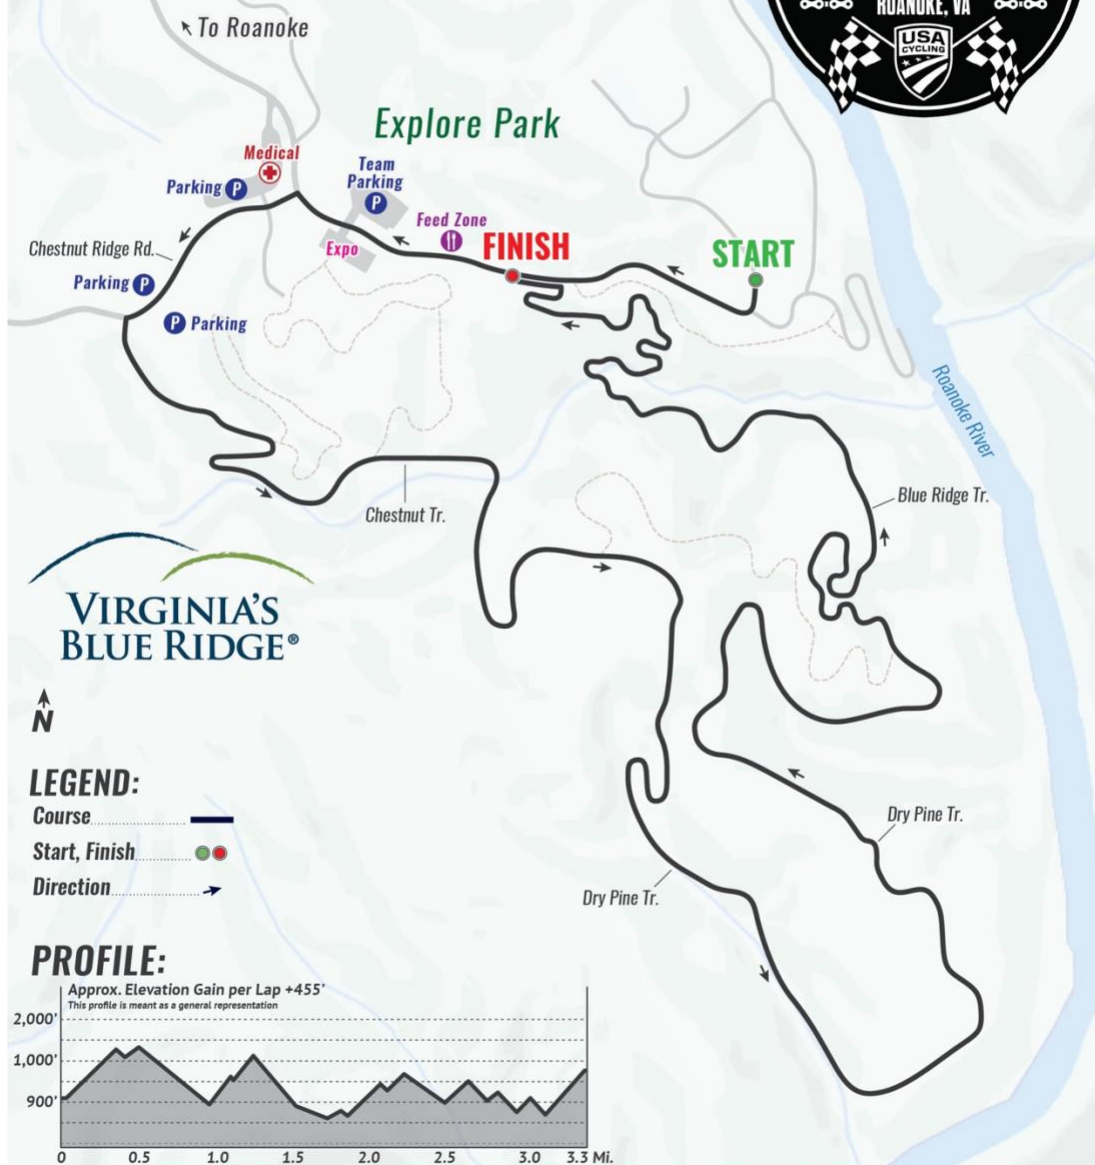 ROANOKE, VA
USA
CYCLING
To Roanoke
Explore Park
Medical
Team
Parking
Parking
Feed Zone
FINISH
START
Chestnut Ridge Rd.
Expo
Parking
Parking
Roanoke River
Blue Ridge Tr.
Chestnut Tr.
VIRGINIA'S
BLUE RIDGE®
N
LEGEND:
Course
Start, Finish
Direction
Dry Pine Tr.
Dry Pine Tr.
PROFILE:
Approx. Elevation Gain per Lap +455'
This profile is meant as a general representation
2,000'
1,000'
900'
0 0.5 1.0 1.5 2.0 2.5 3.0 3.3 Mi.